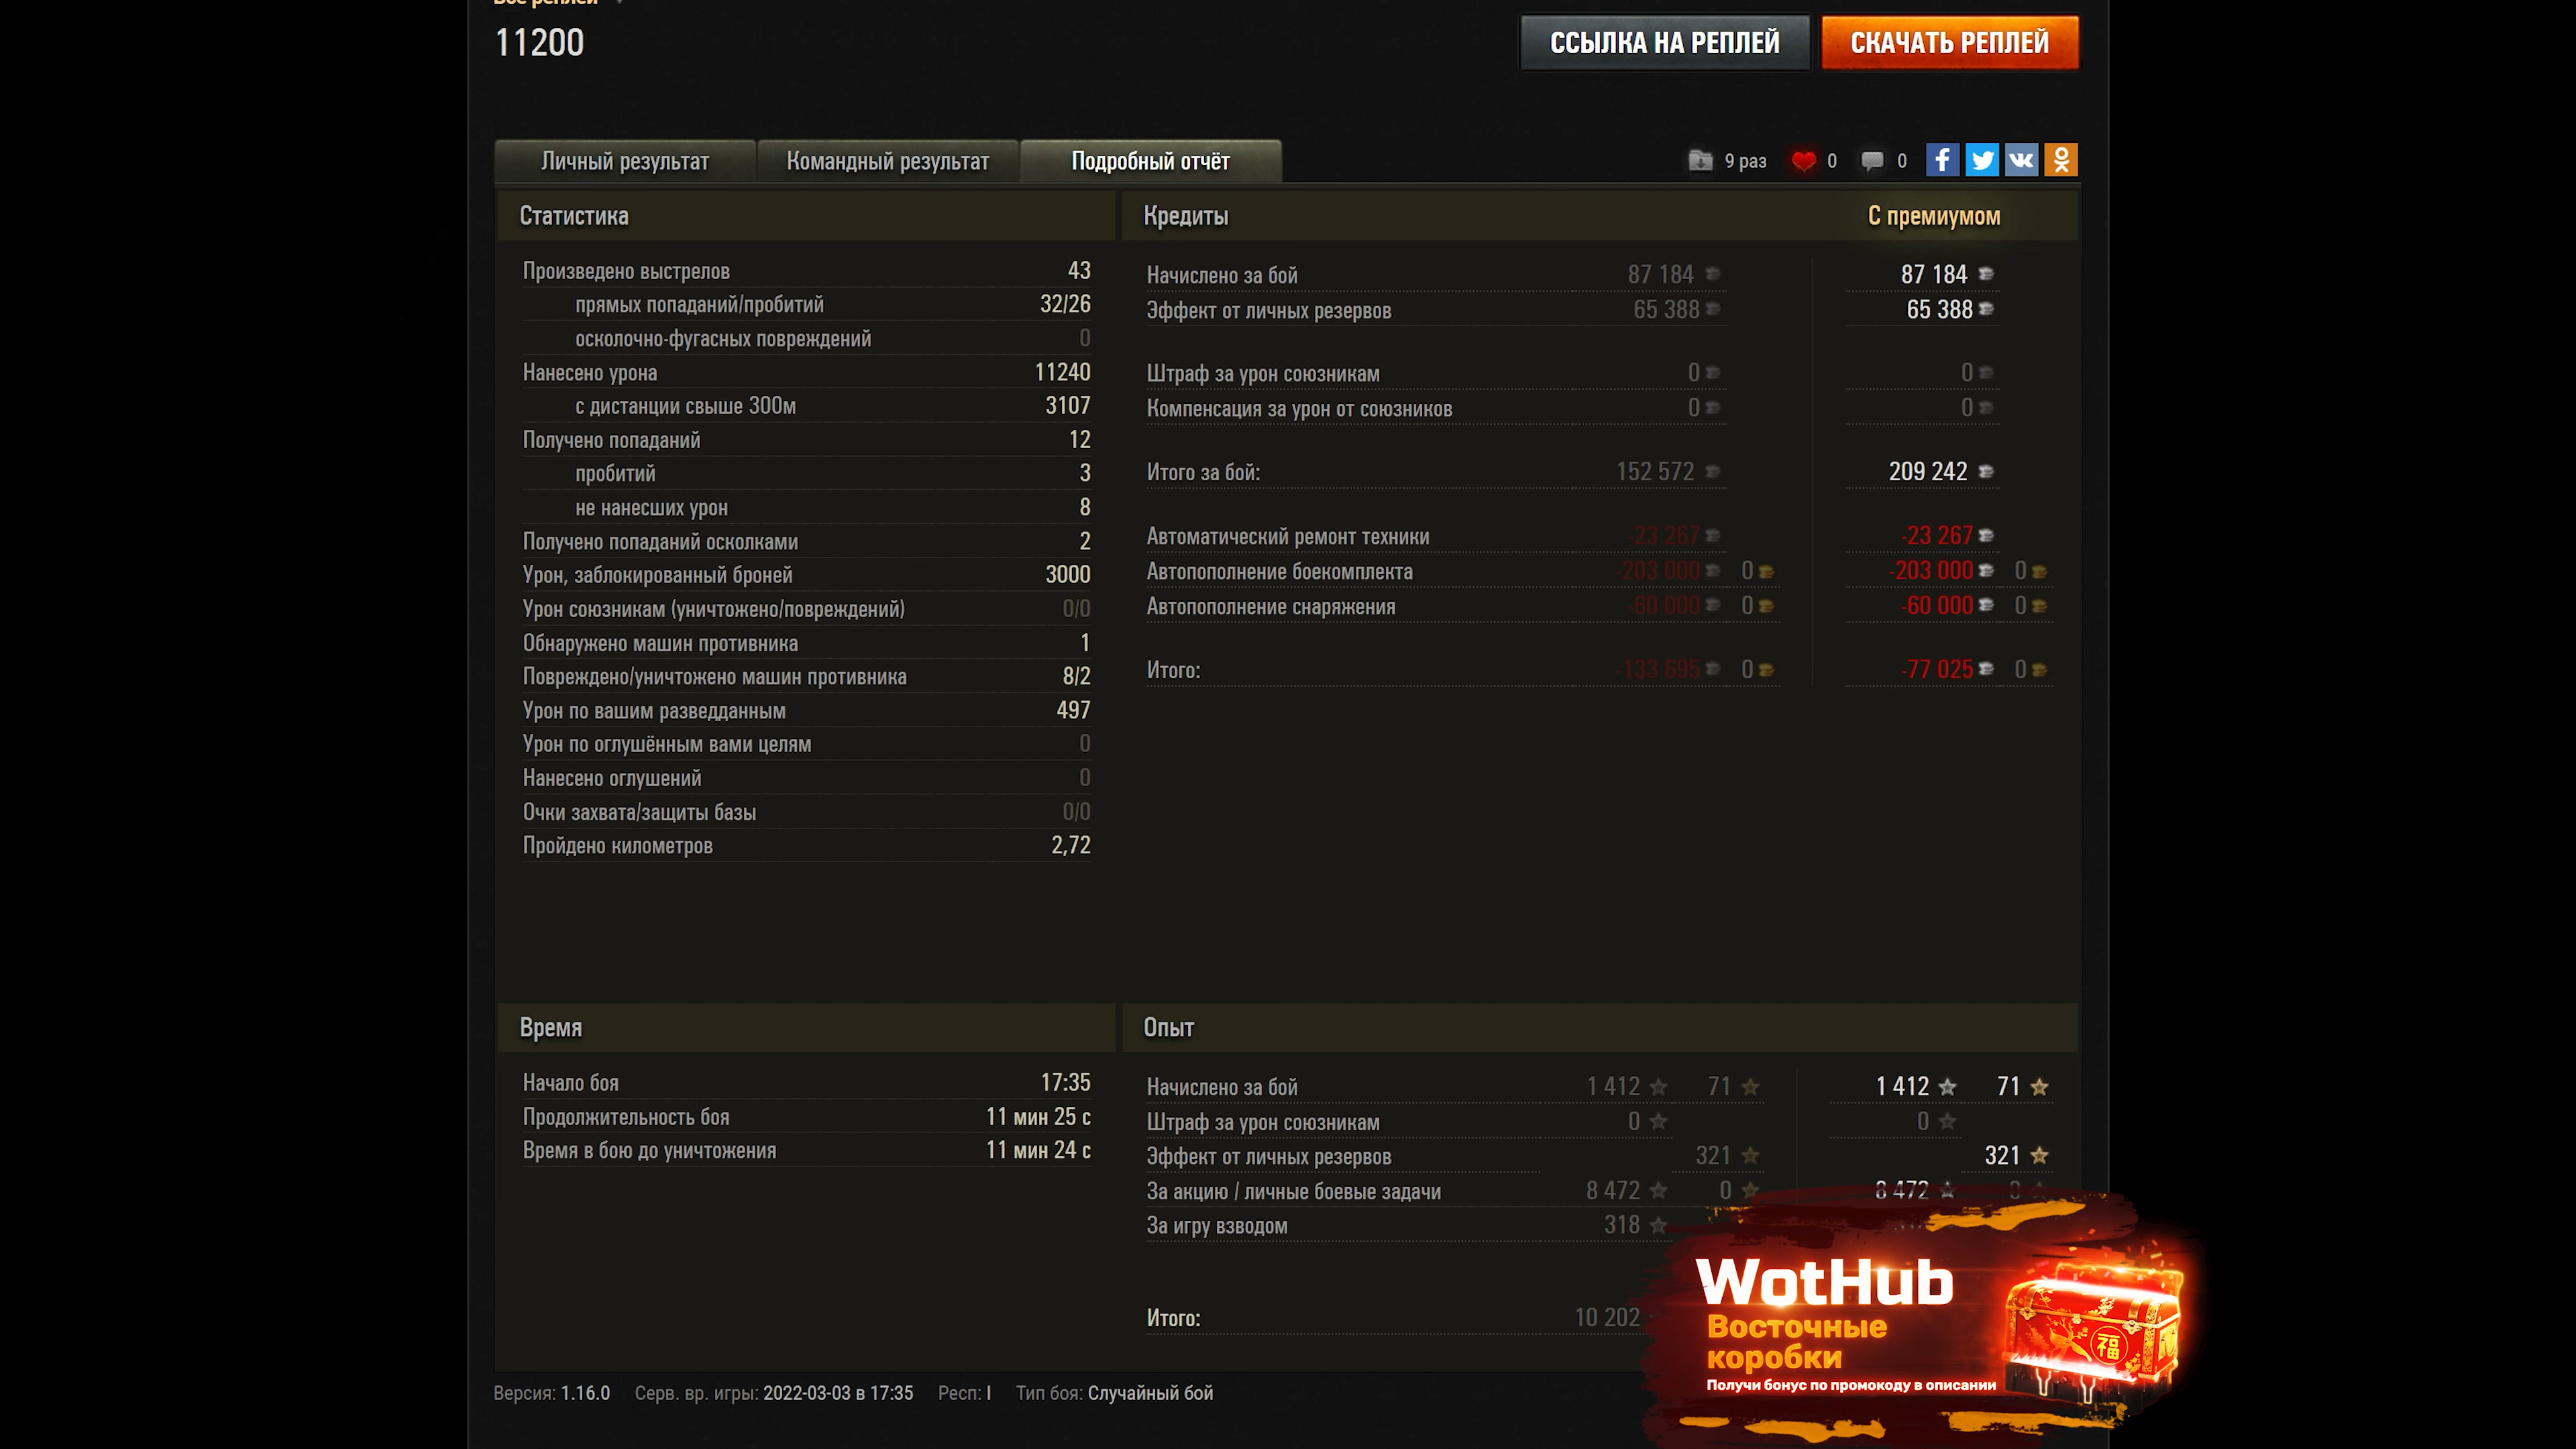 Все реплеи
11200
ССЫЛКА НА РЕПЛЕЙ
СКАЧАТЬ РЕПЛЕЙ
Личный результат
Командный результат
Подробный отчёт
9 раз
0
0
Статистика
Произведено выстрелов 43
прямых попаданий/пробитий 32/26
осколочно-фугасных повреждений 0
Нанесено урона 11240
с дистанции свыше 300м 3107
Получено попаданий 12
пробитий 3
не нанесших урон 8
Получено попаданий осколками 2
Урон, заблокированный броней 3000
Урон союзникам (уничтожено/повреждений) 0/0
Обнаружено машин противника 1
Повреждено/уничтожено машин противника 8/2
Урон по вашим разведданным 497
Урон по оглушённым вами целям 0
Нанесено оглушений 0
Очки захвата/защиты базы 0/0
Пройдено километров 2,72
Кредиты С премиумом
Начислено за бой 87 184 87 184
Эффект от личных резервов 65 388 65 388
Штраф за урон союзникам 0 0
Компенсация за урон от союзников 0 0
Итого за бой: 152 572 209 242
Автоматический ремонт техники -23 267 -23 267
Автопополнение боекомплекта -203 000 0 -203 000 0
Автопополнение снаряжения -60 000 0 -60 000 0
Итого: -133 695 0 -77 025 0
Время
Начало боя 17:35
Продолжительность боя 11 мин 25 с
Время в бою до уничтожения 11 мин 24 с
Опыт
Начислено за бой 1 412 71 1 412 71
Штраф за урон союзникам 0 0
Эффект от личных резервов 321 321
За акцию / личные боевые задачи 8 472 0 8 472 0
За игру взводом 318
Итого: 10 202
WotHub
Восточные
коробки
Получи бонус по промокоду в описании
福
Версия: 1.16.0 Серв. вр. игры: 2022-03-03 в 17:35 Респ: I Тип боя: Случайный бой